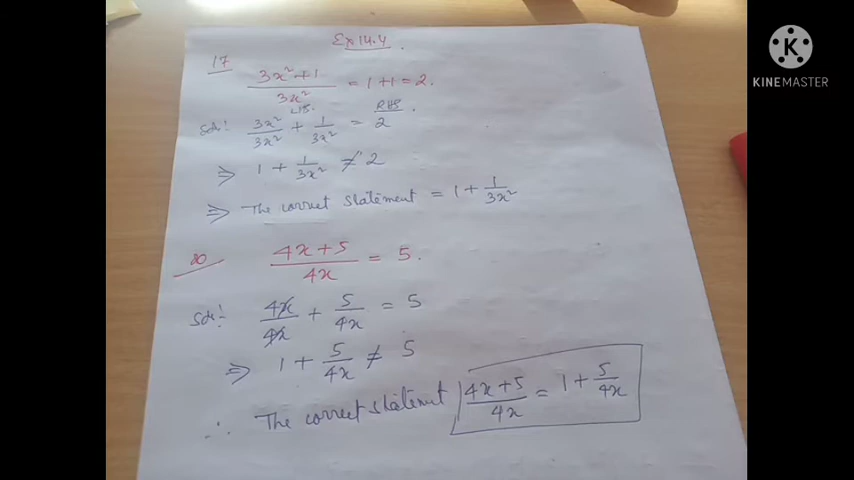 Ex 14.4.
17
(3x² + 1)/3x² = 1 + 1 = 2.
LHS. RHS.
Sol: 3x²/3x² + 1/3x² = 2
⇒ 1 + 1/3x² ≠ 2
⇒ The correct statement = 1 + 1/3x²
20 (4x + 5)/4x = 5.
Sol: 4x/4x + 5/4x = 5
⇒ 1 + 5/4x ≠ 5
∴ The correct statemut (4x + 5)/4x = 1 + 5/4x
K
KINEMASTER